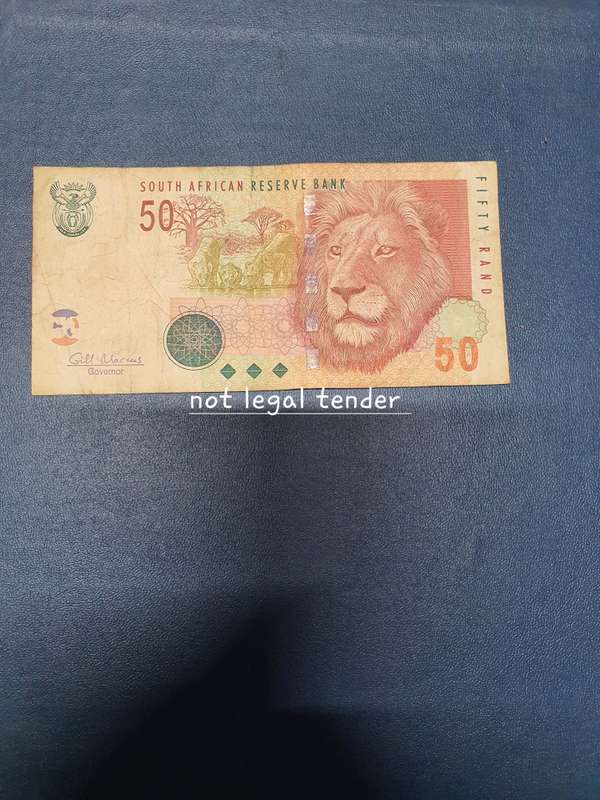 SOUTH AFRICAN RESERVE BANK
50
FIFTY RAND
Gill Marcus
Governor
50
not legal tender